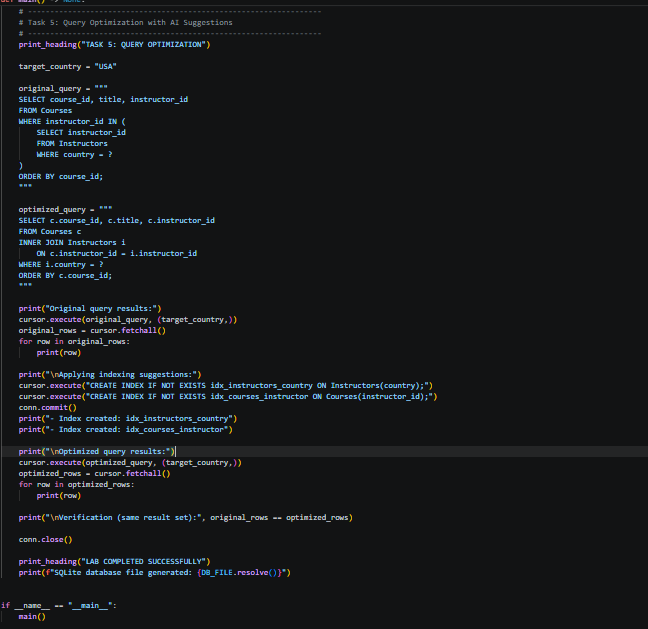 def main() -> None:
# ----------------------------------------------------------------
# Task 5: Query Optimization with AI Suggestions
# ----------------------------------------------------------------
print_heading("TASK 5: QUERY OPTIMIZATION")
target_country = "USA"
original_query = """
SELECT course_id, title, instructor_id
FROM Courses
WHERE instructor_id IN (
SELECT instructor_id
FROM Instructors
WHERE country = ?
)
ORDER BY course_id;
"""
optimized_query = """
SELECT c.course_id, c.title, c.instructor_id
FROM Courses c
INNER JOIN Instructors i
ON c.instructor_id = i.instructor_id
WHERE i.country = ?
ORDER BY c.course_id;
"""
print("Original query results:")
cursor.execute(original_query, (target_country,))
original_rows = cursor.fetchall()
for row in original_rows:
print(row)
print("\nApplying indexing suggestions:")
cursor.execute("CREATE INDEX IF NOT EXISTS idx_instructors_country ON Instructors(country);")
cursor.execute("CREATE INDEX IF NOT EXISTS idx_courses_instructor ON Courses(instructor_id);")
conn.commit()
print("- Index created: idx_instructors_country")
print("- Index created: idx_courses_instructor")
print("\nOptimized query results:")
cursor.execute(optimized_query, (target_country,))
optimized_rows = cursor.fetchall()
for row in optimized_rows:
print(row)
print("\nVerification (same result set):", original_rows == optimized_rows)
conn.close()
print_heading("LAB COMPLETED SUCCESSFULLY")
print(f"SQLite database file generated: {DB_FILE.resolve()}")
if __name__ == "__main__":
main()